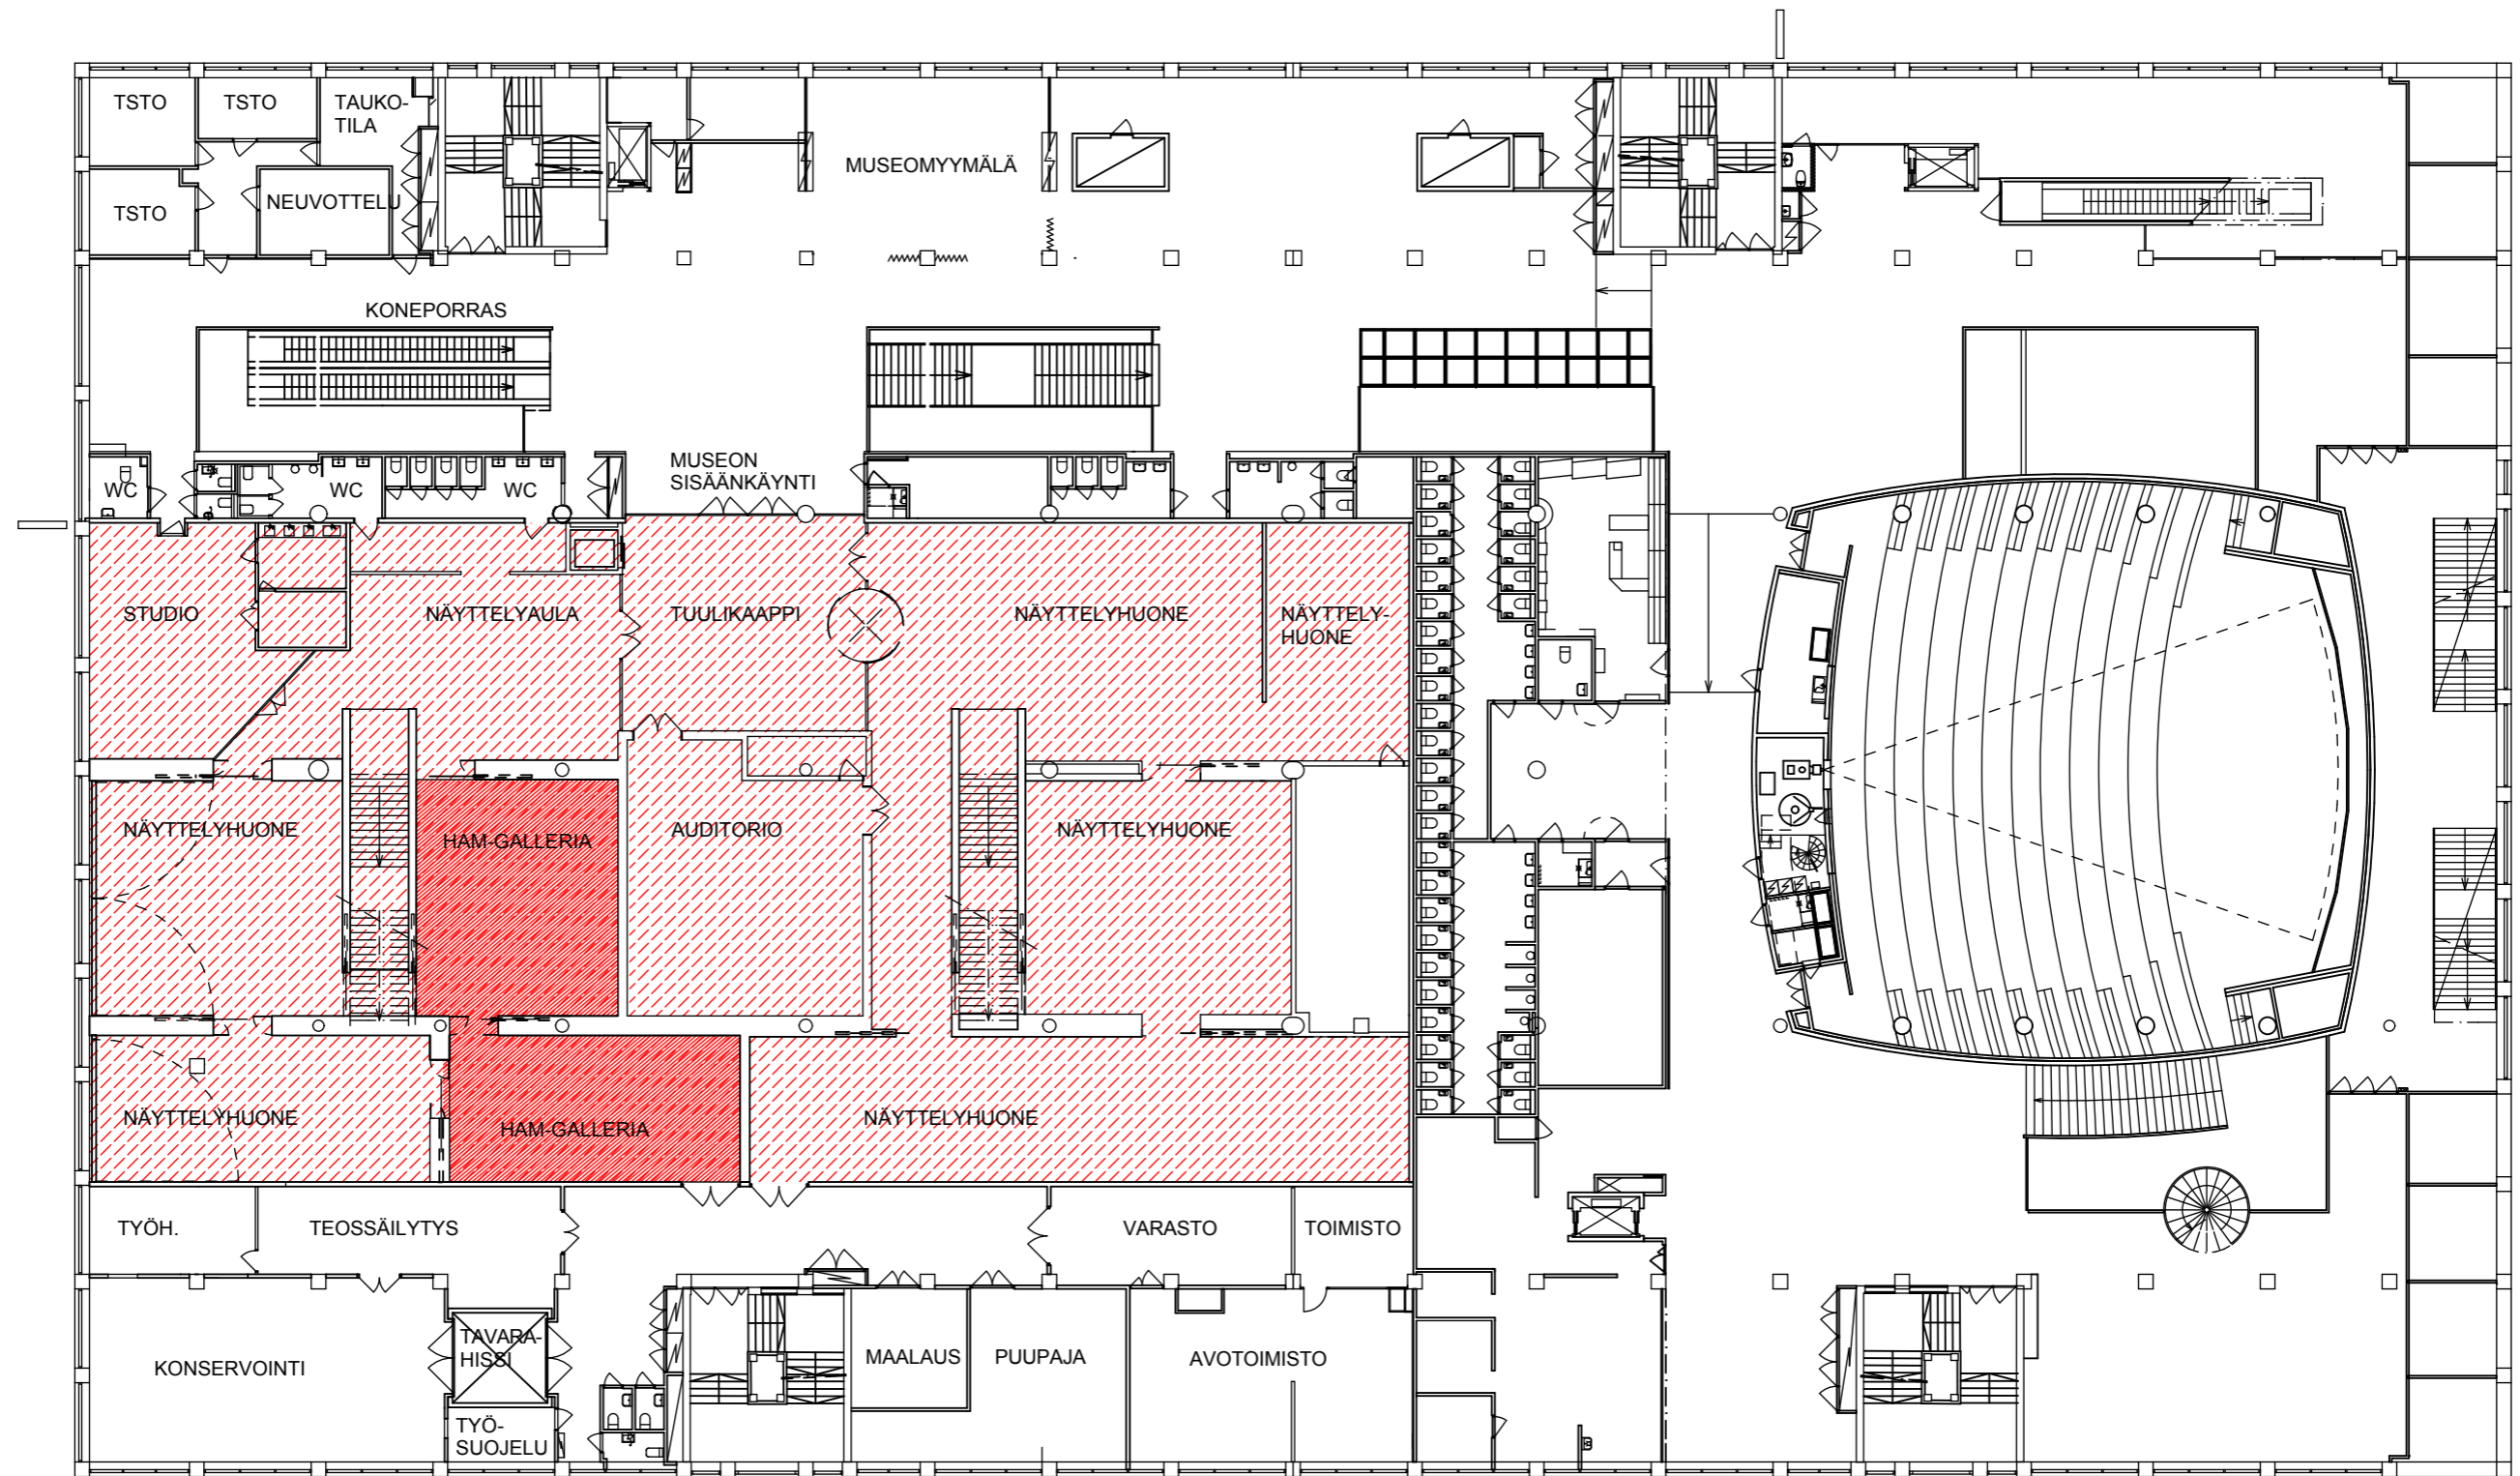 TSTO
TSTO
TAUKO-
TILA
MUSEOMYYMÄLÄ
TSTO
NEUVOTTELU
KONEPORRAS
MUSEON
SISÄÄNKÄYNTI
WC
WC
WC
STUDIO
NÄYTTELYAULA
TUULIKAAPPI
NÄYTTELYHUONE
NÄYTTELY-
HUONE
NÄYTTELYHUONE
HAM-GALLERIA
AUDITORIO
NÄYTTELYHUONE
NÄYTTELYHUONE
HAM-GALLERIA
NÄYTTELYHUONE
TYÖH.
TEOSSÄILYTYS
VARASTO
TOIMISTO
KONSERVOINTI
TAVARA-
HISSI
MAALAUS
PUUPAJA
AVOTOIMISTO
TYÖ-
SUOJELU